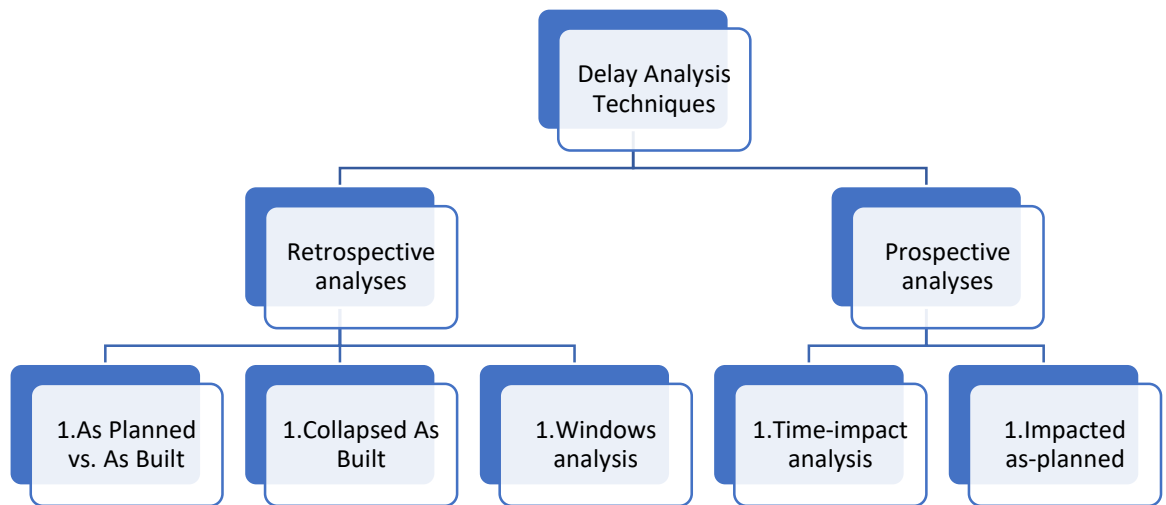 Delay Analysis
Techniques
Retrospective
analyses
Prospective
analyses
1.As Planned
vs. As Built
1.Collapsed As
Built
1.Windows
analysis
1.Time-impact
analysis
1.Impacted
as-planned